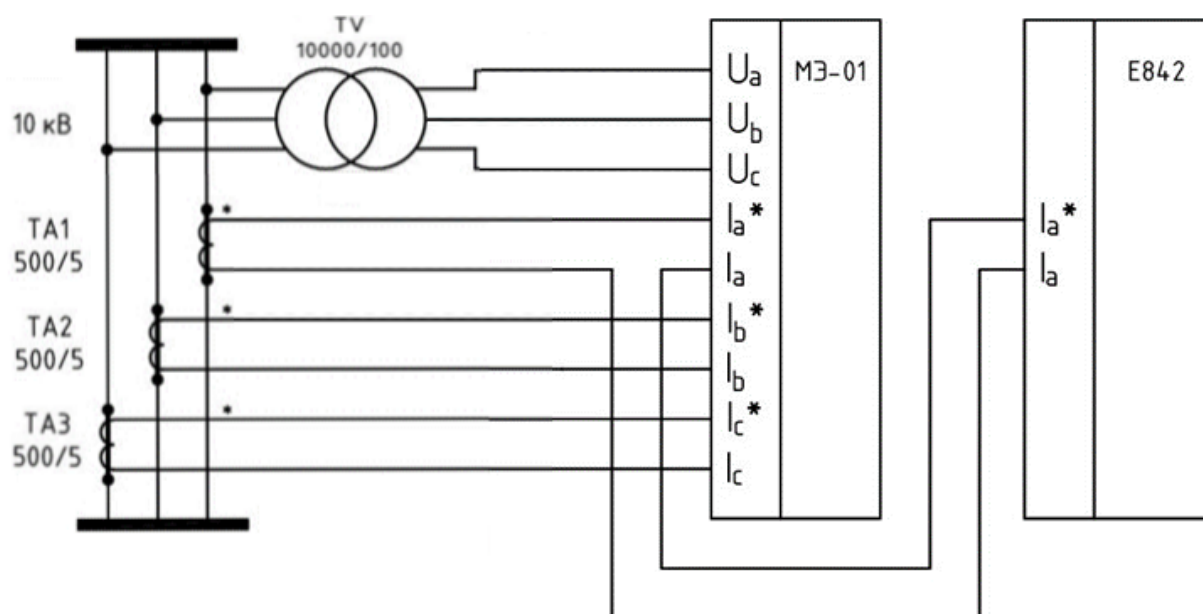 TV
10000/100
10 кВ
TA1
500/5
TA2
500/5
TA3
500/5
*
*
*
Ua
Ub
Uc
Ia*
Ia
Ib*
Ib
Ic*
Ic
МЭ-01
Ia*
Ia
E842